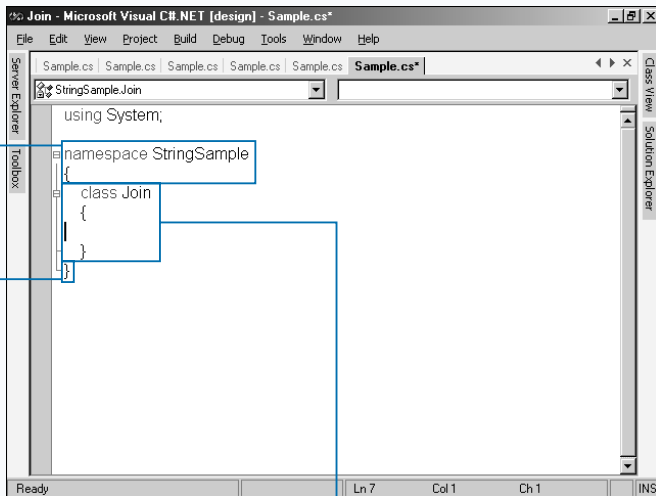 Join - Microsoft Visual C#.NET [design] - Sample.cs*
File Edit View Project Build Debug Tools Window Help
Sample.cs Sample.cs Sample.cs Sample.cs Sample.cs Sample.cs*
StringSample.Join
Server Explorer
Toolbox
Class View
Solution Explorer
using System;
namespace StringSample
{
class Join
{
}
}
Ready Ln 7 Col 1 Ch 1 INS